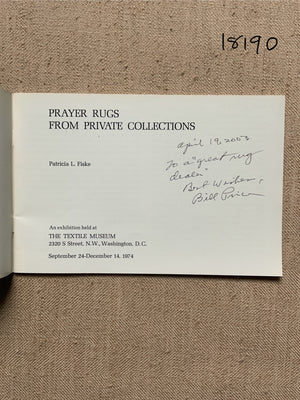 18190
PRAYER RUGS
FROM PRIVATE COLLECTIONS
Patricia L. Fiske
April 19, 2003
To a "great rug
dealer"
Best Wishes,
Bill
An exhibition held at
THE TEXTILE MUSEUM
2320 S Street, N.W., Washington, D.C.
September 24-December 14, 1974